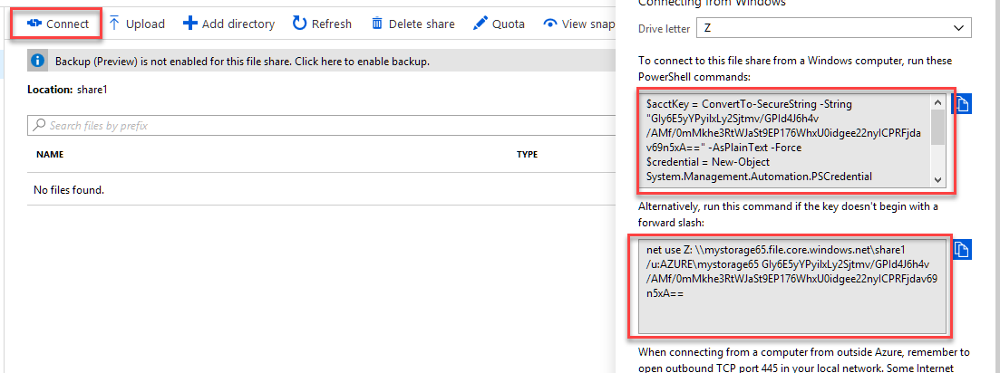 Connect Upload Add directory Refresh Delete share Quota View snap
Backup (Preview) is not enabled for this file share. Click here to enable backup.
Location: share1
Search files by prefix
NAME TYPE
No files found.
Connecting from Windows
Drive letter Z
To connect to this file share from a Windows computer, run these
PowerShell commands:
$acctKey = ConvertTo-SecureString -String
"Gly6E5yYPyiIxLy2Sjtmv/GPId4J6h4v
/AMf/0mMkhe3RtWJaSt9EP176WhxU0idgee22nyICPRFjda
v69n5xA==" -AsPlainText -Force
$credential = New-Object
System.Management.Automation.PSCredential
Alternatively, run this command if the key doesn't begin with a
forward slash:
net use Z: \\mystorage65.file.core.windows.net\share1
/u:AZURE\mystorage65 Gly6E5yYPyiIxLy2Sjtmv/GPId4J6h4v
/AMf/0mMkhe3RtWJaSt9EP176WhxU0idgee22nyICPRFjdav69
n5xA==
When connecting from a computer from outside Azure, remember to
open outbound TCP port 445 in your local network. Some Internet